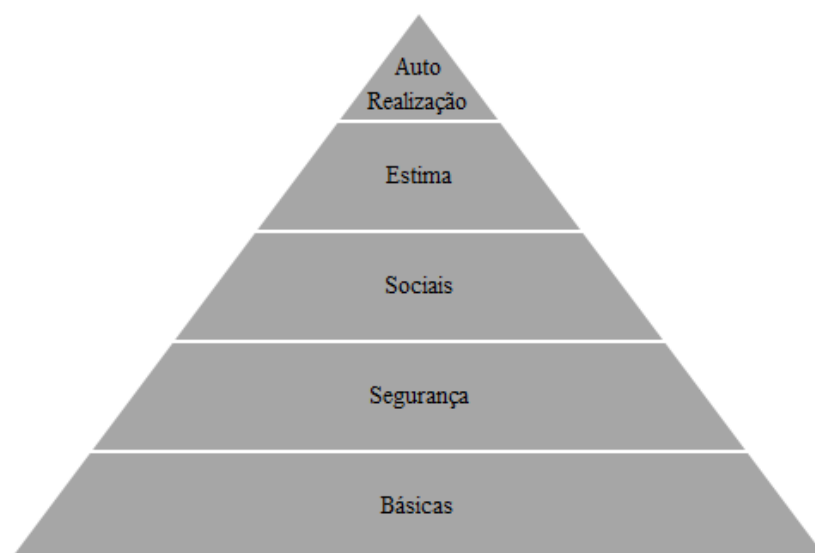 Auto
Realização
Estima
Sociais
Segurança
Básicas